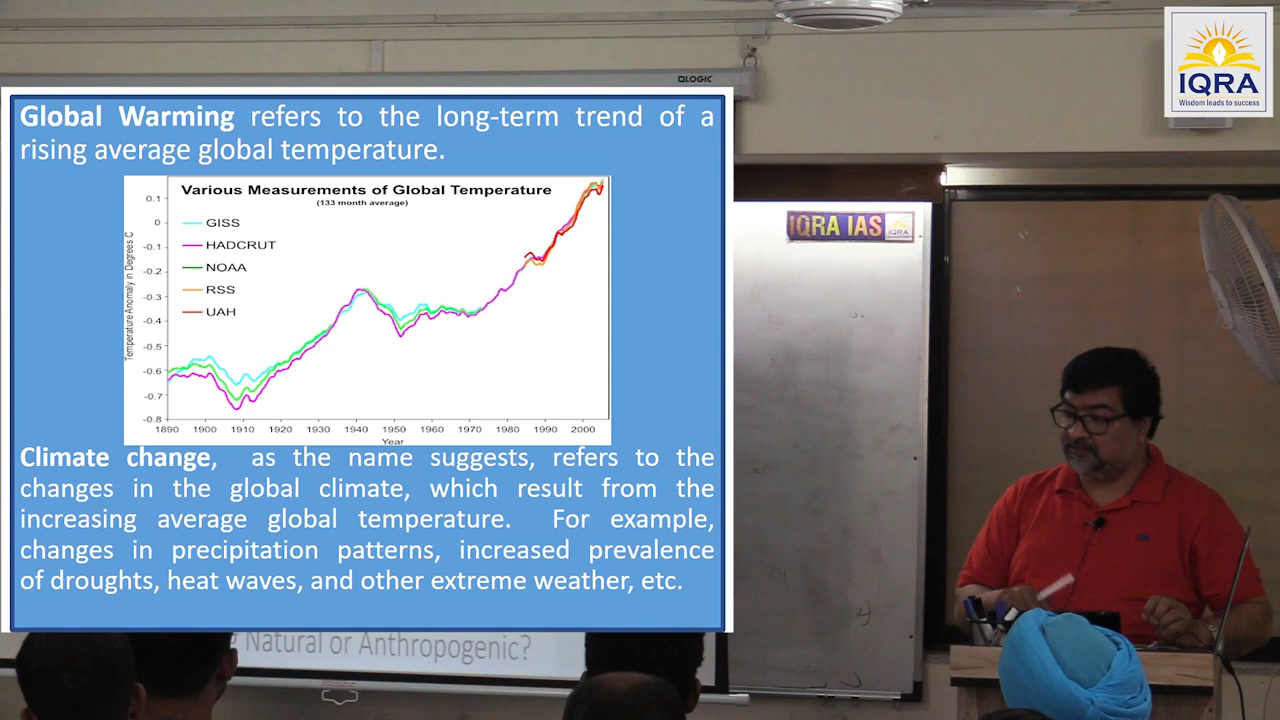 QLOGIC
IQRA
Wisdom leads to success
Global Warming refers to the long-term trend of a
rising average global temperature.
Various Measurements of Global Temperature
(133 month average)
Temperature Anomaly in Degrees C
0.1
0
-0.1
-0.2
-0.3
-0.4
-0.5
-0.6
-0.7
-0.8
GISS
HADCRUT
NOAA
RSS
UAH
1890 1900 1910 1920 1930 1940 1950 1960 1970 1980 1990 2000
Year
Climate change, as the name suggests, refers to the
changes in the global climate, which result from the
increasing average global temperature. For example,
changes in precipitation patterns, increased prevalence
of droughts, heat waves, and other extreme weather, etc.
Natural or Anthropogenic?
IQRA IAS
IQRA